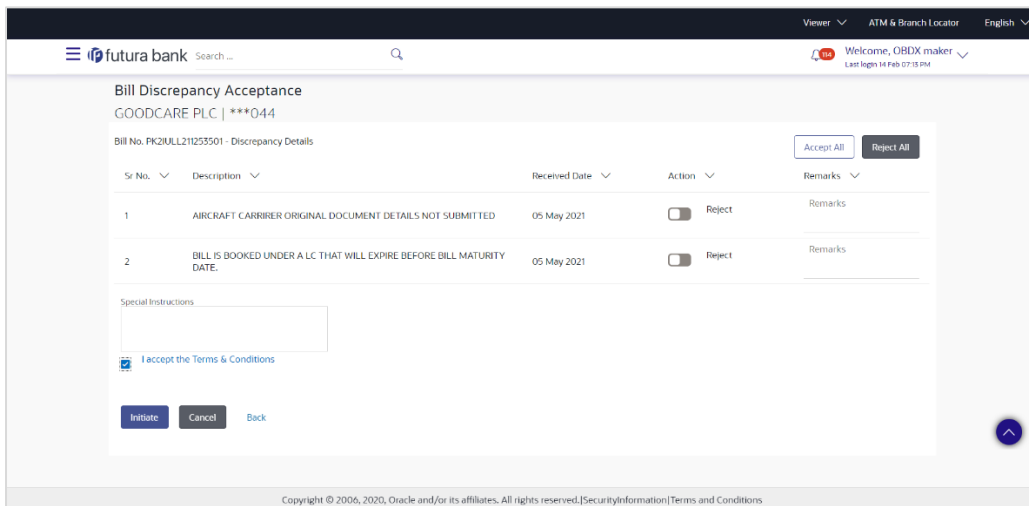 Viewer ATM & Branch Locator English
futura bank Search ... 114 Welcome, OBDX maker
Last login 14 Feb 07:13 PM
Bill Discrepancy Acceptance
GOODCARE PLC | ***044
Bill No. PK2IULL211253501 - Discrepancy Details Accept All Reject All
Sr No. Description Received Date Action Remarks
1 AIRCRAFT CARRIRER ORIGINAL DOCUMENT DETAILS NOT SUBMITTED 05 May 2021 Reject Remarks
2 BILL IS BOOKED UNDER A LC THAT WILL EXPIRE BEFORE BILL MATURITY DATE. 05 May 2021 Reject Remarks
Special Instructions
I accept the Terms & Conditions
Initiate Cancel Back
Copyright © 2006, 2020, Oracle and/or its affiliates. All rights reserved.|SecurityInformation|Terms and Conditions